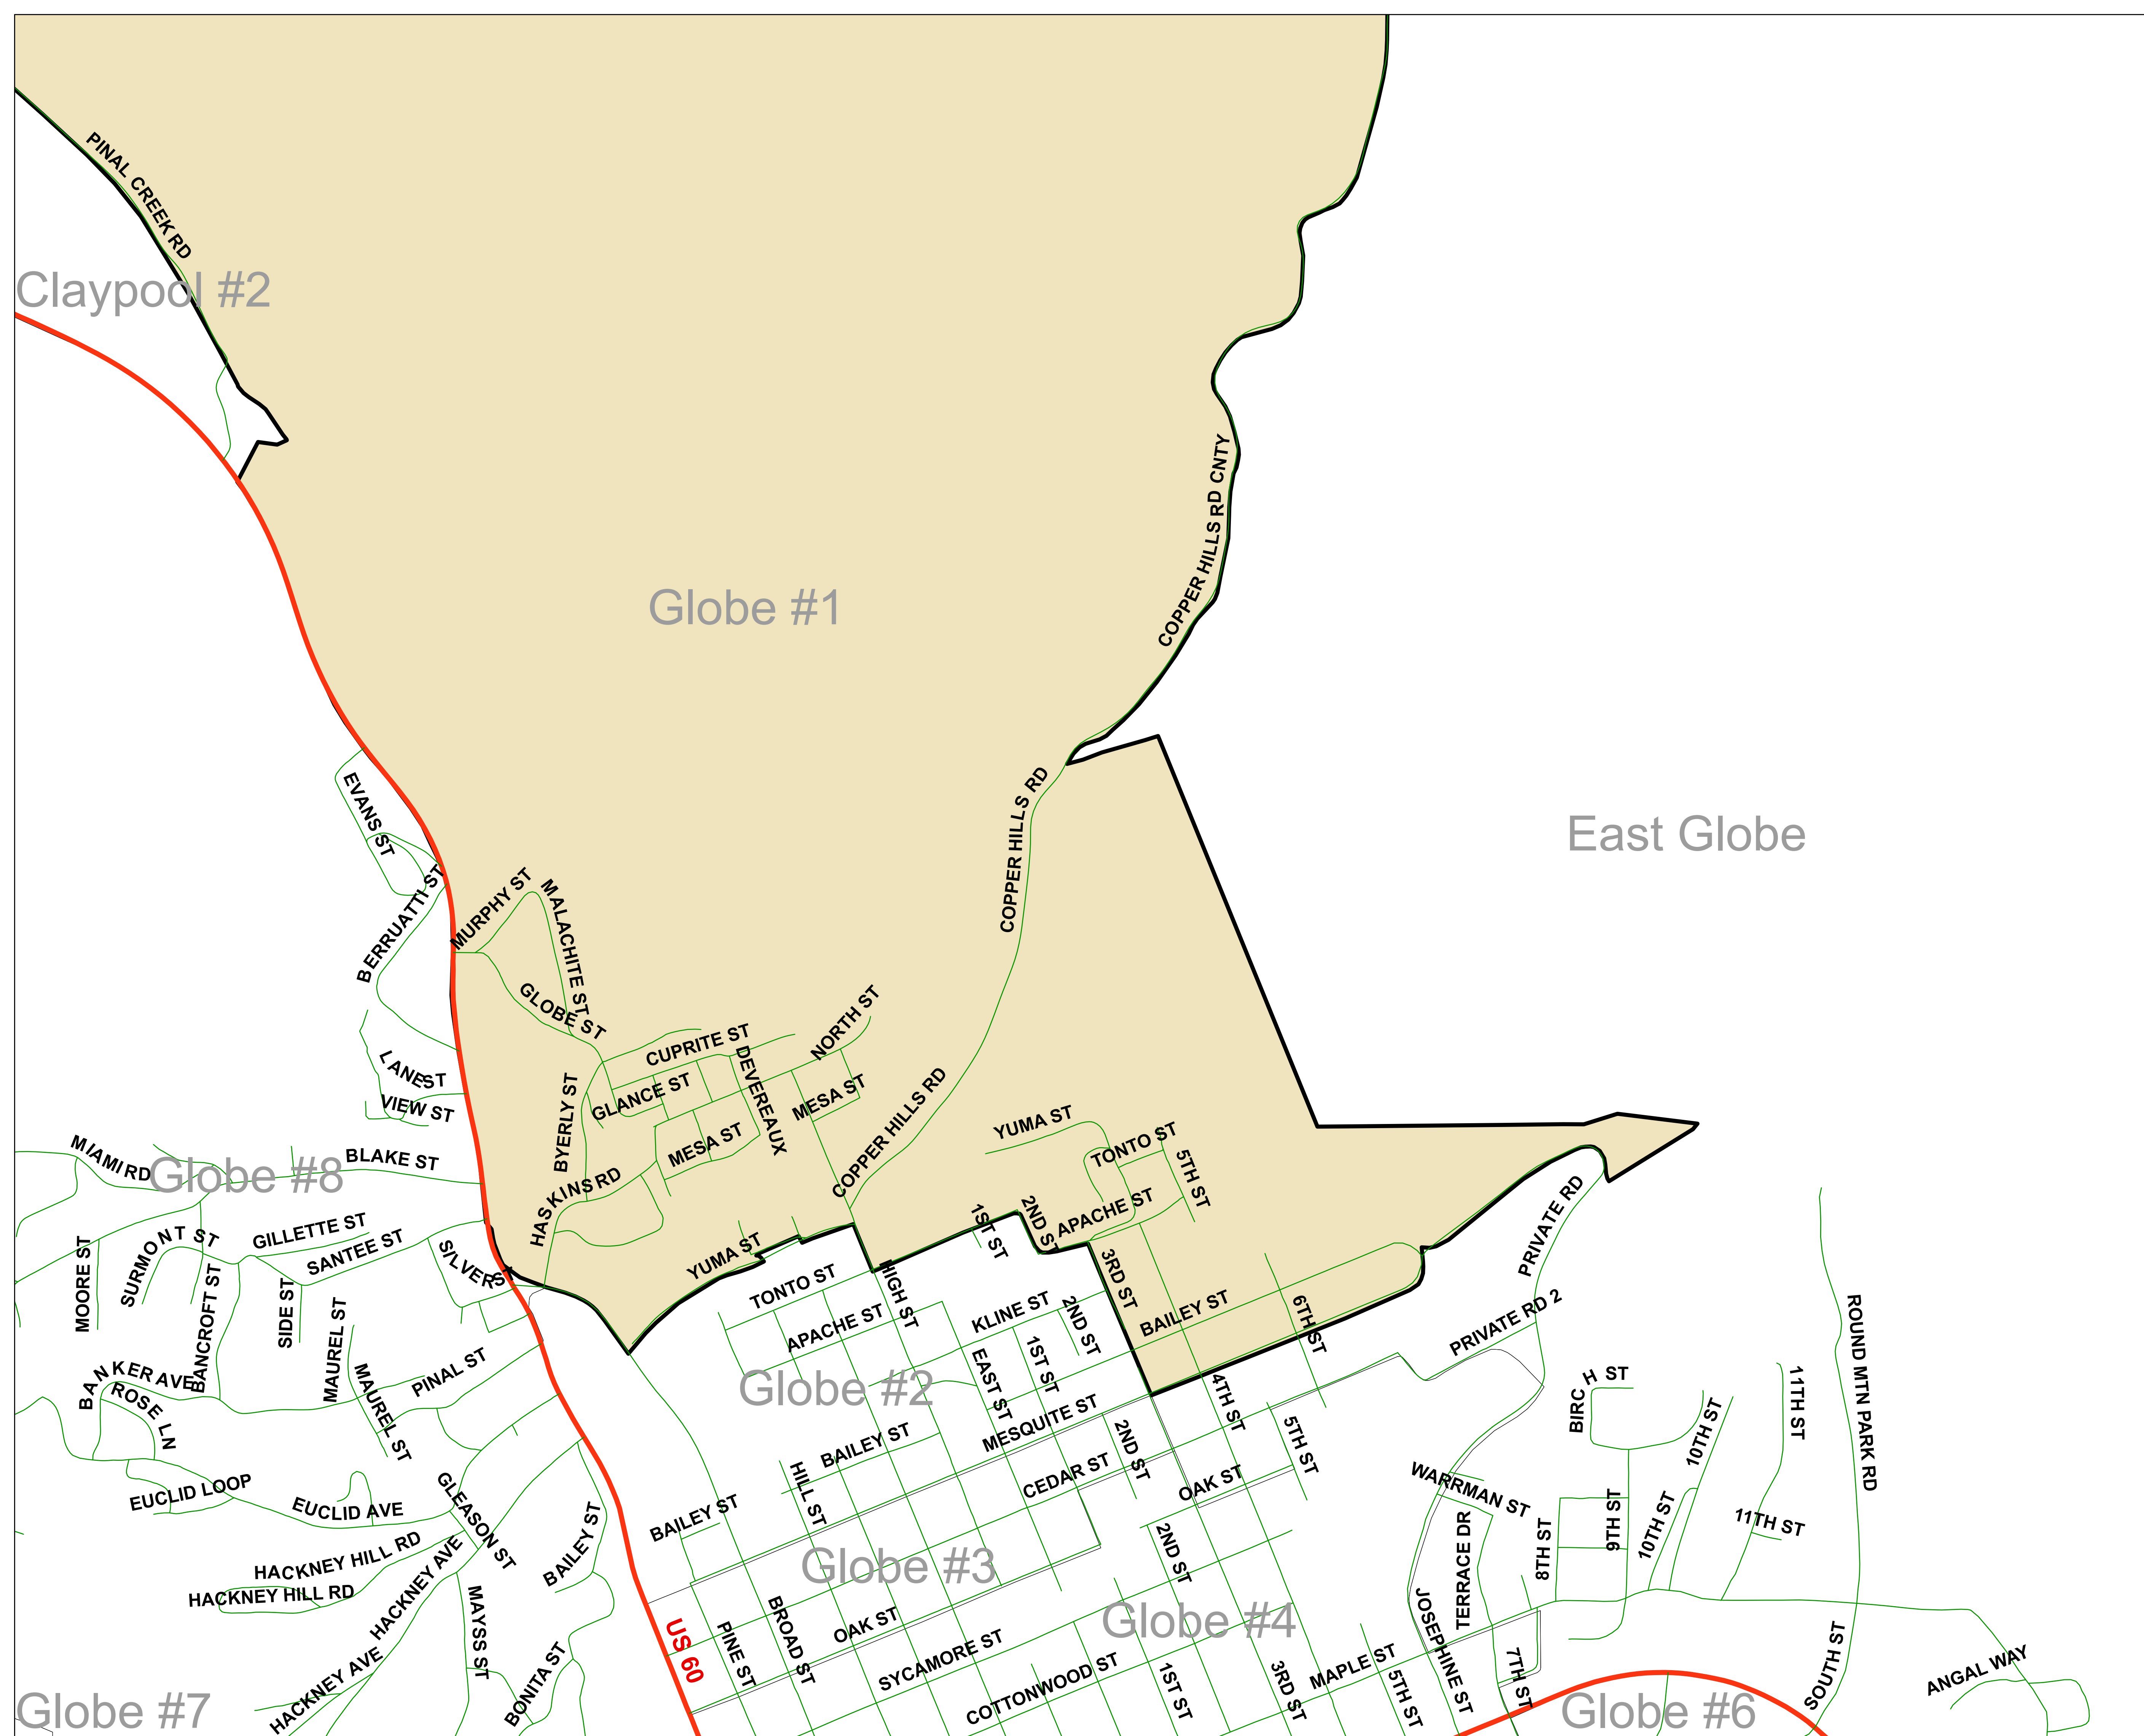 PINAL CREEK RD
Claypool #2
COPPER HILLS RD CNTY
Globe #1
EVANS ST
COPPER HILLS RD
East Globe
BERRUATTI ST
MURPHY ST
MALACHITE ST
GLOBE ST
NORTH ST
CUPRITE ST
DEVEREAUX
LANE ST
GLANCE ST
MESA ST
BYERLY ST
VIEW ST
COPPER HILLS RD
YUMA ST
MESA ST
TONTO ST
MIAMI RD
Globe #8
BLAKE ST
HASKINS RD
5TH ST
PRIVATE RD
APACHE ST
1ST ST
2ND ST
MOORE ST
SURMONT ST
GILLETTE ST
SANTEE ST
SILVER ST
YUMA ST
TONTO ST
HIGH ST
3RD ST
BANCROFT ST
SIDE ST
MAUREL ST
APACHE ST
KLINE ST
2ND ST
BAILEY ST
6TH ST
PRIVATE RD 2
ROUND MTN PARK RD
BANKER AVE
ROSE LN
MAUREL ST
PINAL ST
Globe #2
EAST ST
1ST ST
4TH ST
BIRCH ST
11TH ST
MESQUITE ST
BAILEY ST
2ND ST
5TH ST
10TH ST
EUCLID LOOP
EUCLID AVE
GLEASON ST
HILL ST
CEDAR ST
OAK ST
WARRMAN ST
BAILEY ST
BAILEY ST
9TH ST
10TH ST
11TH ST
HACKNEY HILL RD
HACKNEY HILL RD
HACKNEY AVE
Globe #3
2ND ST
TERRACE DR
8TH ST
MAYSS ST
US 60
PINE ST
BROAD ST
OAK ST
Globe #4
JOSEPHINE ST
HACKNEY AVE
BONITA ST
SYCAMORE ST
COTTONWOOD ST
1ST ST
3RD ST
MAPLE ST
5TH ST
7TH ST
SOUTH ST
ANGAL WAY
Globe #7
Globe #6